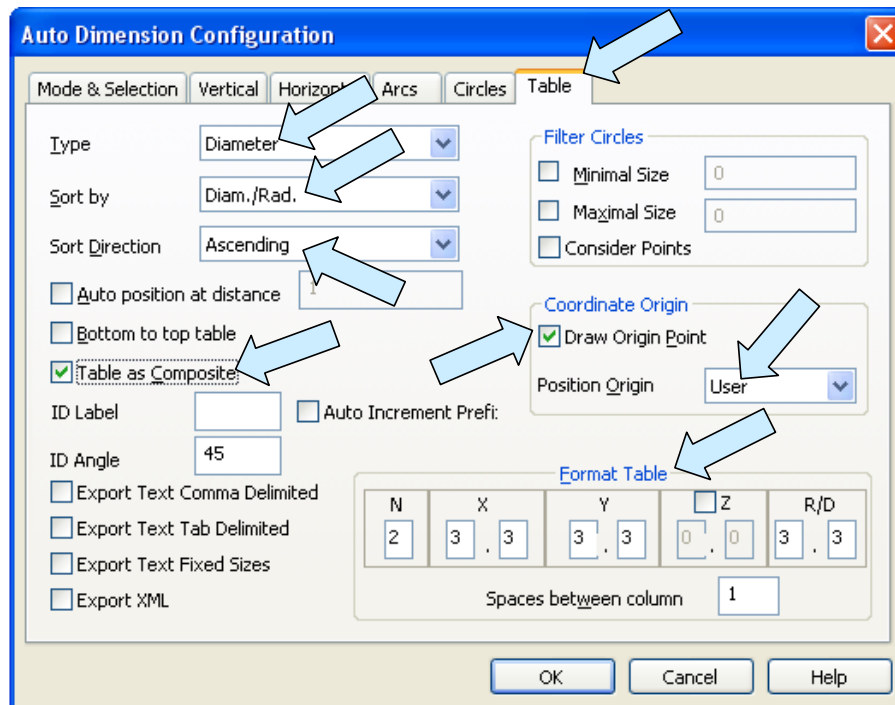 Auto Dimension Configuration
Mode & Selection Vertical Horizont Arcs Circles Table
Type Diameter
Sort by Diam./Rad.
Sort Direction Ascending
Auto position at distance 1
Bottom to top table
Table as Composite
ID Label Auto Increment Prefi:
ID Angle 45
Export Text Comma Delimited
Export Text Tab Delimited
Export Text Fixed Sizes
Export XML
Filter Circles
Minimal Size 0
Maximal Size 0
Consider Points
Coordinate Origin
Draw Origin Point
Position Origin User
Format Table
N X Y Z R/D
2 3 . 3 3 . 3 0 . 0 3 . 3
Spaces between column 1
OK Cancel Help